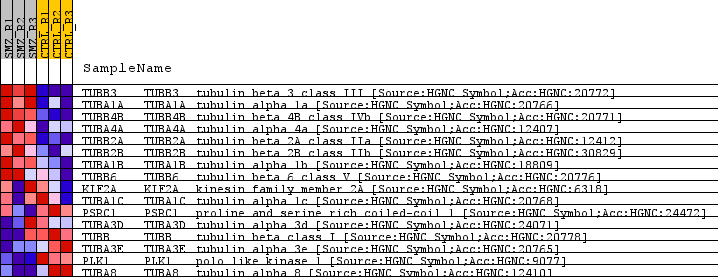 SMZ_R1 SMZ_R2 SMZ_R3 CTRL_R1 CTRL_R2 CTRL_R3
SampleName
TUBB3 TUBB3 tubulin beta 3 class III [Source:HGNC Symbol;Acc:HGNC:20772]
TUBA1A TUBA1A tubulin alpha 1a [Source:HGNC Symbol;Acc:HGNC:20766]
TUBB4B TUBB4B tubulin beta 4B class IVb [Source:HGNC Symbol;Acc:HGNC:20771]
TUBA4A TUBA4A tubulin alpha 4a [Source:HGNC Symbol;Acc:HGNC:12407]
TUBB2A TUBB2A tubulin beta 2A class IIa [Source:HGNC Symbol;Acc:HGNC:12412]
TUBB2B TUBB2B tubulin beta 2B class IIb [Source:HGNC Symbol;Acc:HGNC:30829]
TUBA1B TUBA1B tubulin alpha 1b [Source:HGNC Symbol;Acc:HGNC:18809]
TUBB6 TUBB6 tubulin beta 6 class V [Source:HGNC Symbol;Acc:HGNC:20776]
KIF2A KIF2A kinesin family member 2A [Source:HGNC Symbol;Acc:HGNC:6318]
TUBA1C TUBA1C tubulin alpha 1c [Source:HGNC Symbol;Acc:HGNC:20768]
PSRC1 PSRC1 proline and serine rich coiled-coil 1 [Source:HGNC Symbol;Acc:HGNC:24472]
TUBA3D TUBA3D tubulin alpha 3d [Source:HGNC Symbol;Acc:HGNC:24071]
TUBB TUBB tubulin beta class I [Source:HGNC Symbol;Acc:HGNC:20778]
TUBA3E TUBA3E tubulin alpha 3e [Source:HGNC Symbol;Acc:HGNC:20765]
PLK1 PLK1 polo like kinase 1 [Source:HGNC Symbol;Acc:HGNC:9077]
TUBA8 TUBA8 tubulin alpha 8 [Source:HGNC Symbol;Acc:HGNC:12410]